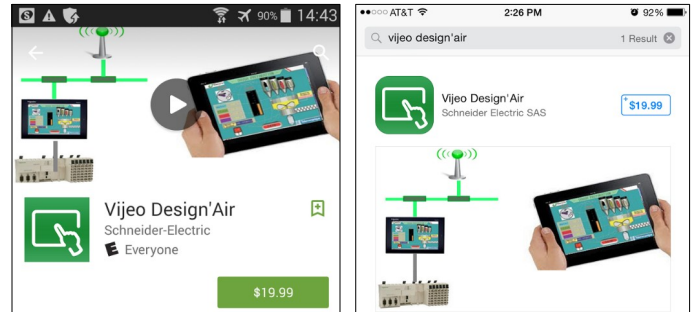 90% 14:43
Vijeo Design'Air
Schneider-Electric
E Everyone
$19.99
AT&T 2:26 PM 92%
vijeo design'air 1 Result
Vijeo Design'Air
Schneider Electric SAS
+ $19.99